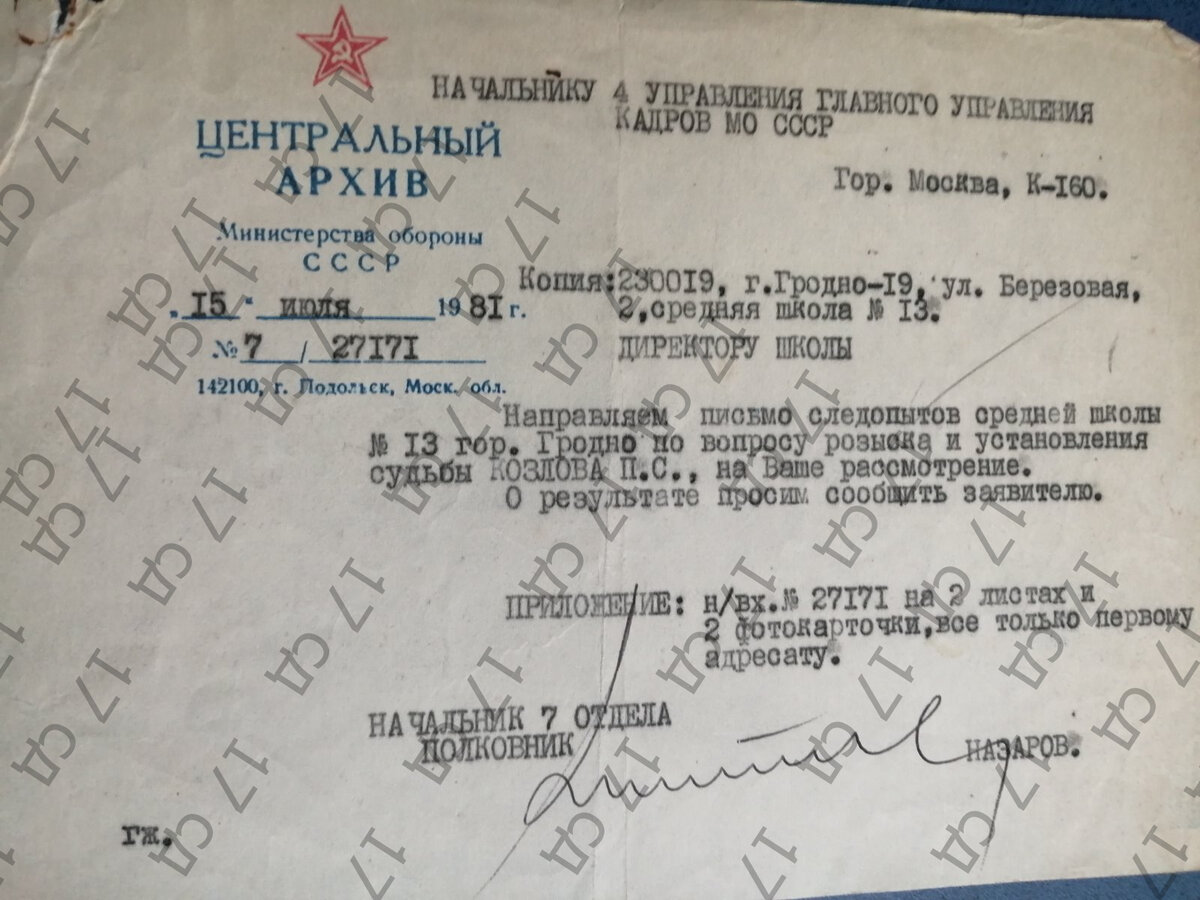 НАЧАЛЬНИКУ 4 УПРАВЛЕНИЯ ГЛАВНОГО УПРАВЛЕНИЯ
КАДРОВ МО СССР
Гор. Москва, К-160.
ЦЕНТРАЛЬНЫЙ
АРХИВ
Министерства обороны
СССР
„15 " июля 1981 г.
№ 7 / 27171
142100, г. Подольск, Моск. обл.
Копия:230019, г.Гродно-19, ул. Березовая,
2,средняя школа № 13.
ДИРЕКТОРУ ШКОЛЫ
Направляем письмо следопытов средней школы
№ 13 гор. Гродно по вопросу розыска и установления
судьбы КОЗЛОВА П.С., на Ваше рассмотрение.
О результате просим сообщить заявителю.
ПРИЛОЖЕНИЕ: н/вх.№ 27171 на 2 листах и
2 фотокарточки,все только первому
адресату.
НАЧАЛЬНИК 7 ОТДЕЛА
ПОЛКОВНИК
НАЗАРОВ.
гж.
17 сд